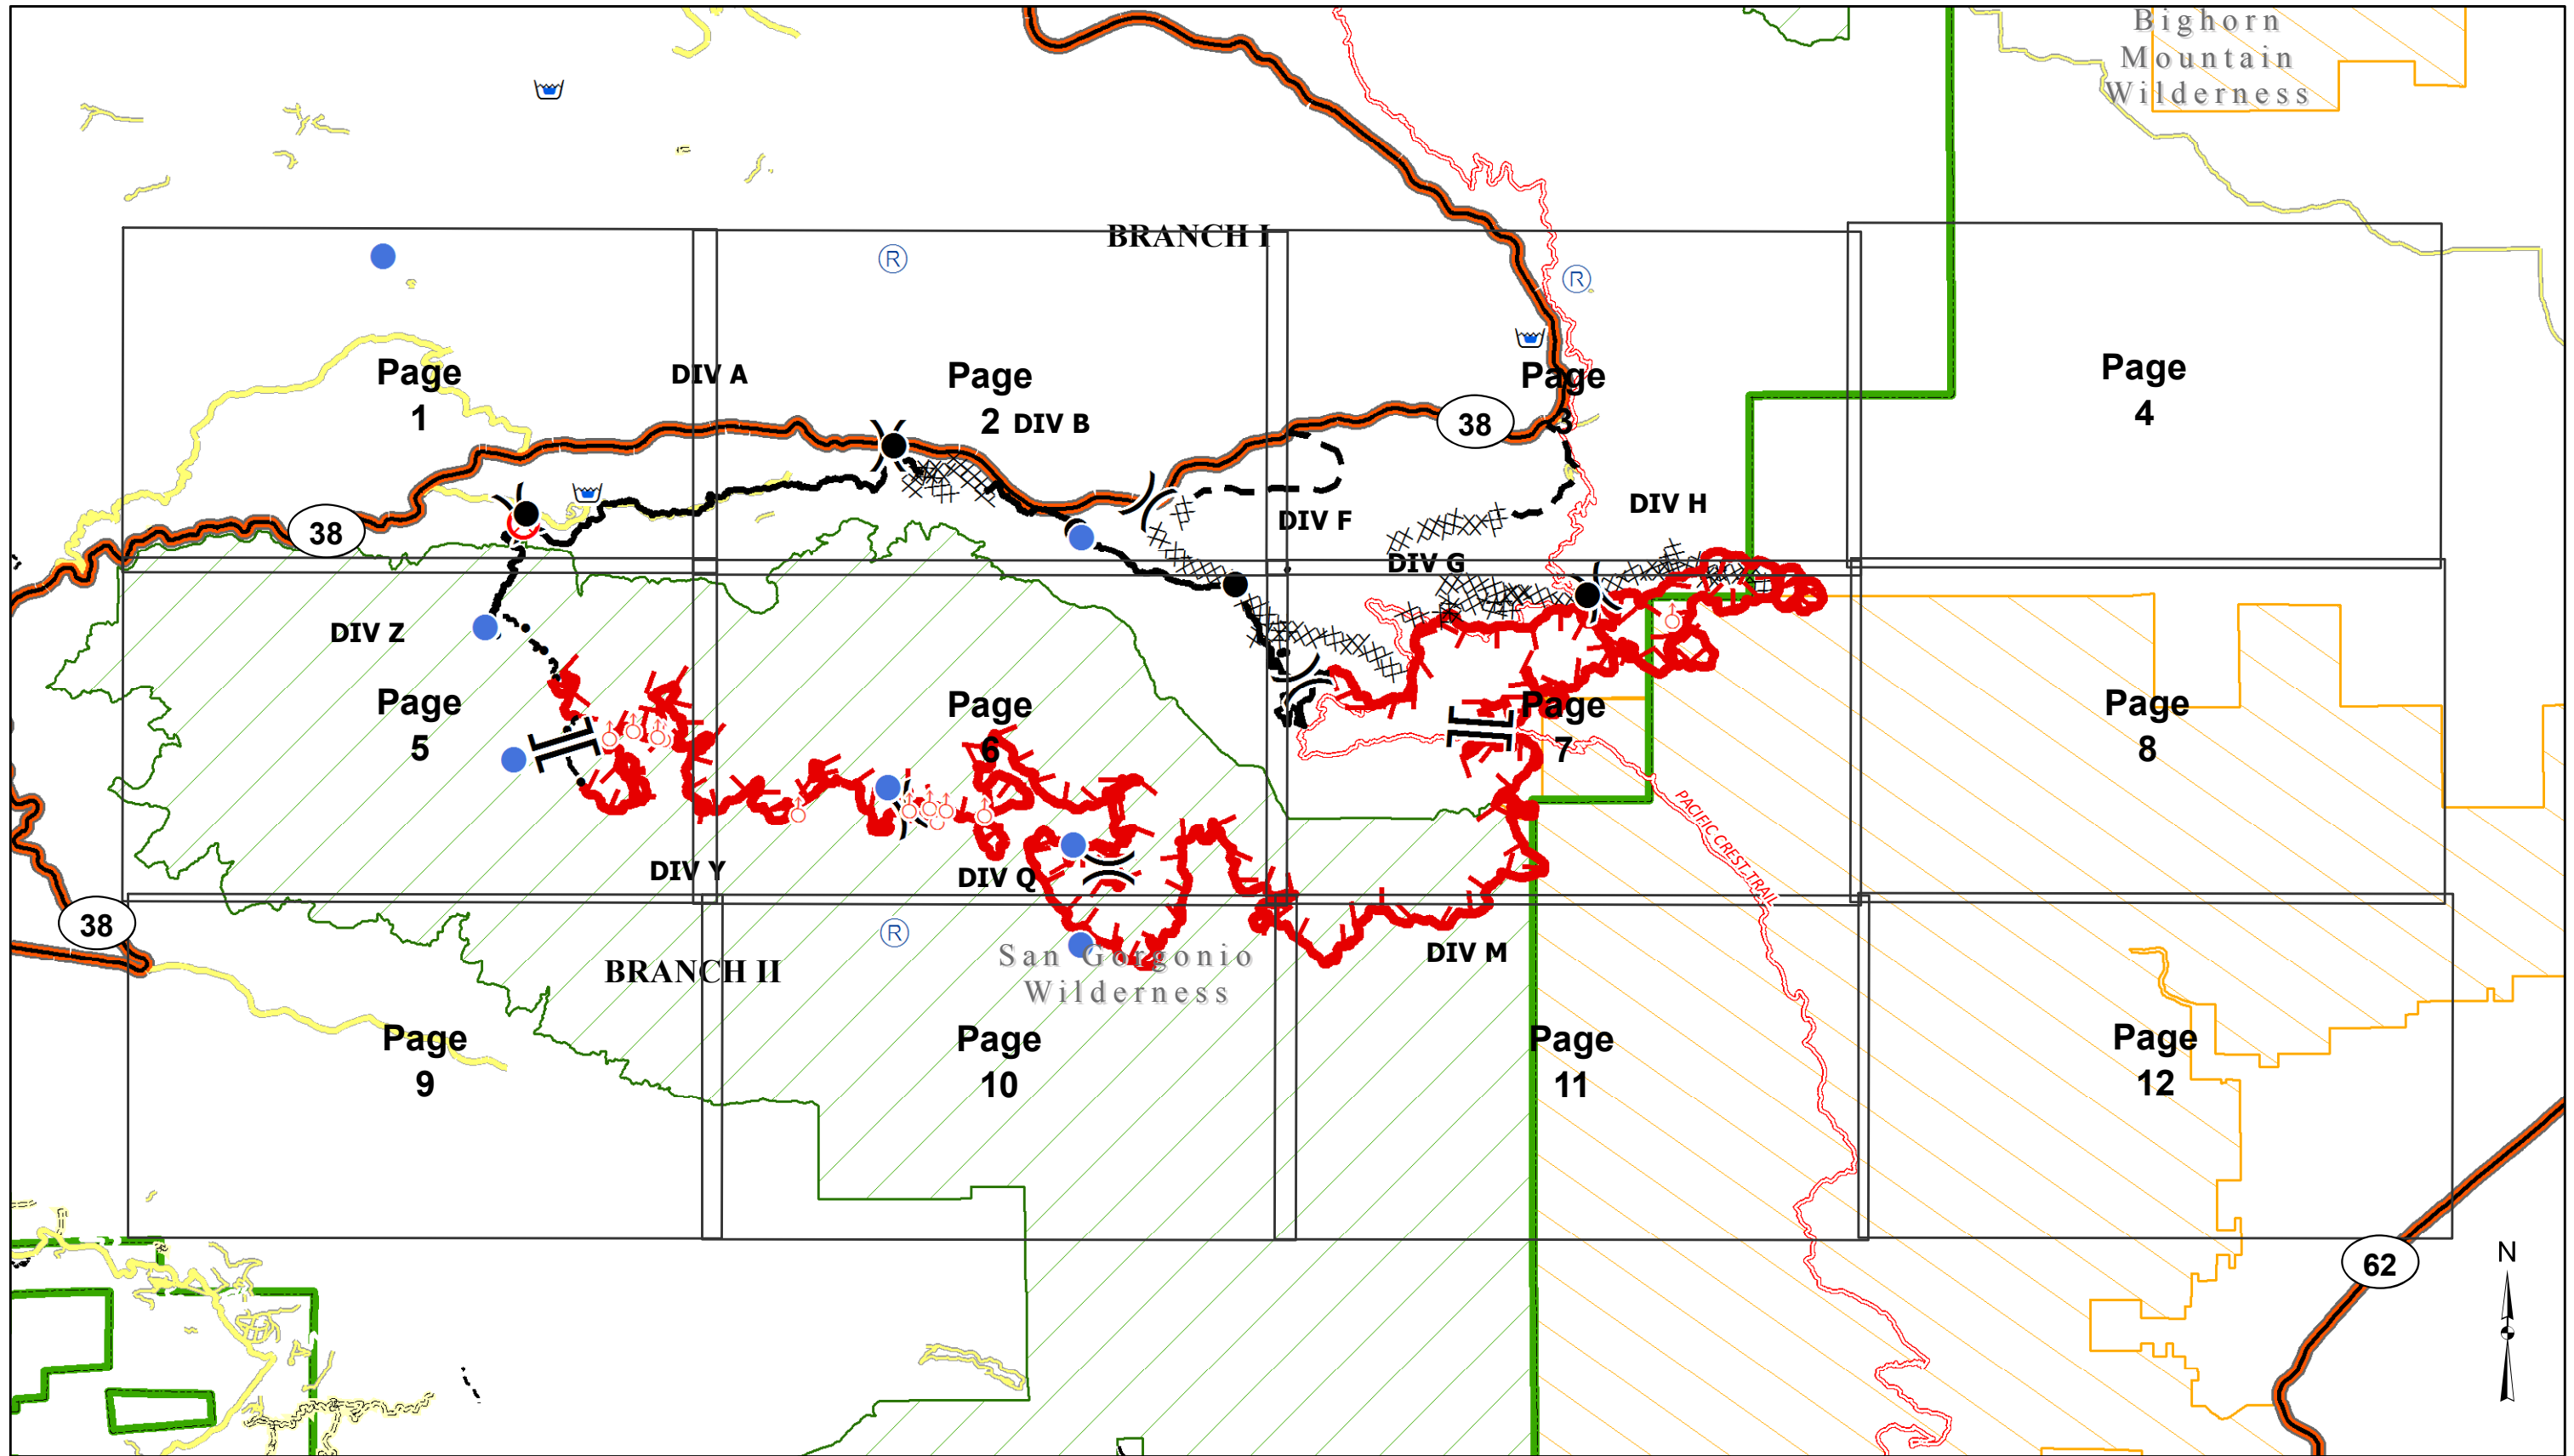 Bighorn
Mountain
Wilderness
BRANCH I
R
R
Page
1
DIV A
Page
2
DIV B
Page
3
38
Page
4
38
DIV F
DIV H
DIV G
DIV Z
Page
5
Page
6
Page
7
Page
8
PACIFIC CREST TRAIL
DIV Y
DIV Q
38
R
San Gorgonio
Wilderness
DIV M
BRANCH II
Page
9
Page
10
Page
11
Page
12
62
N